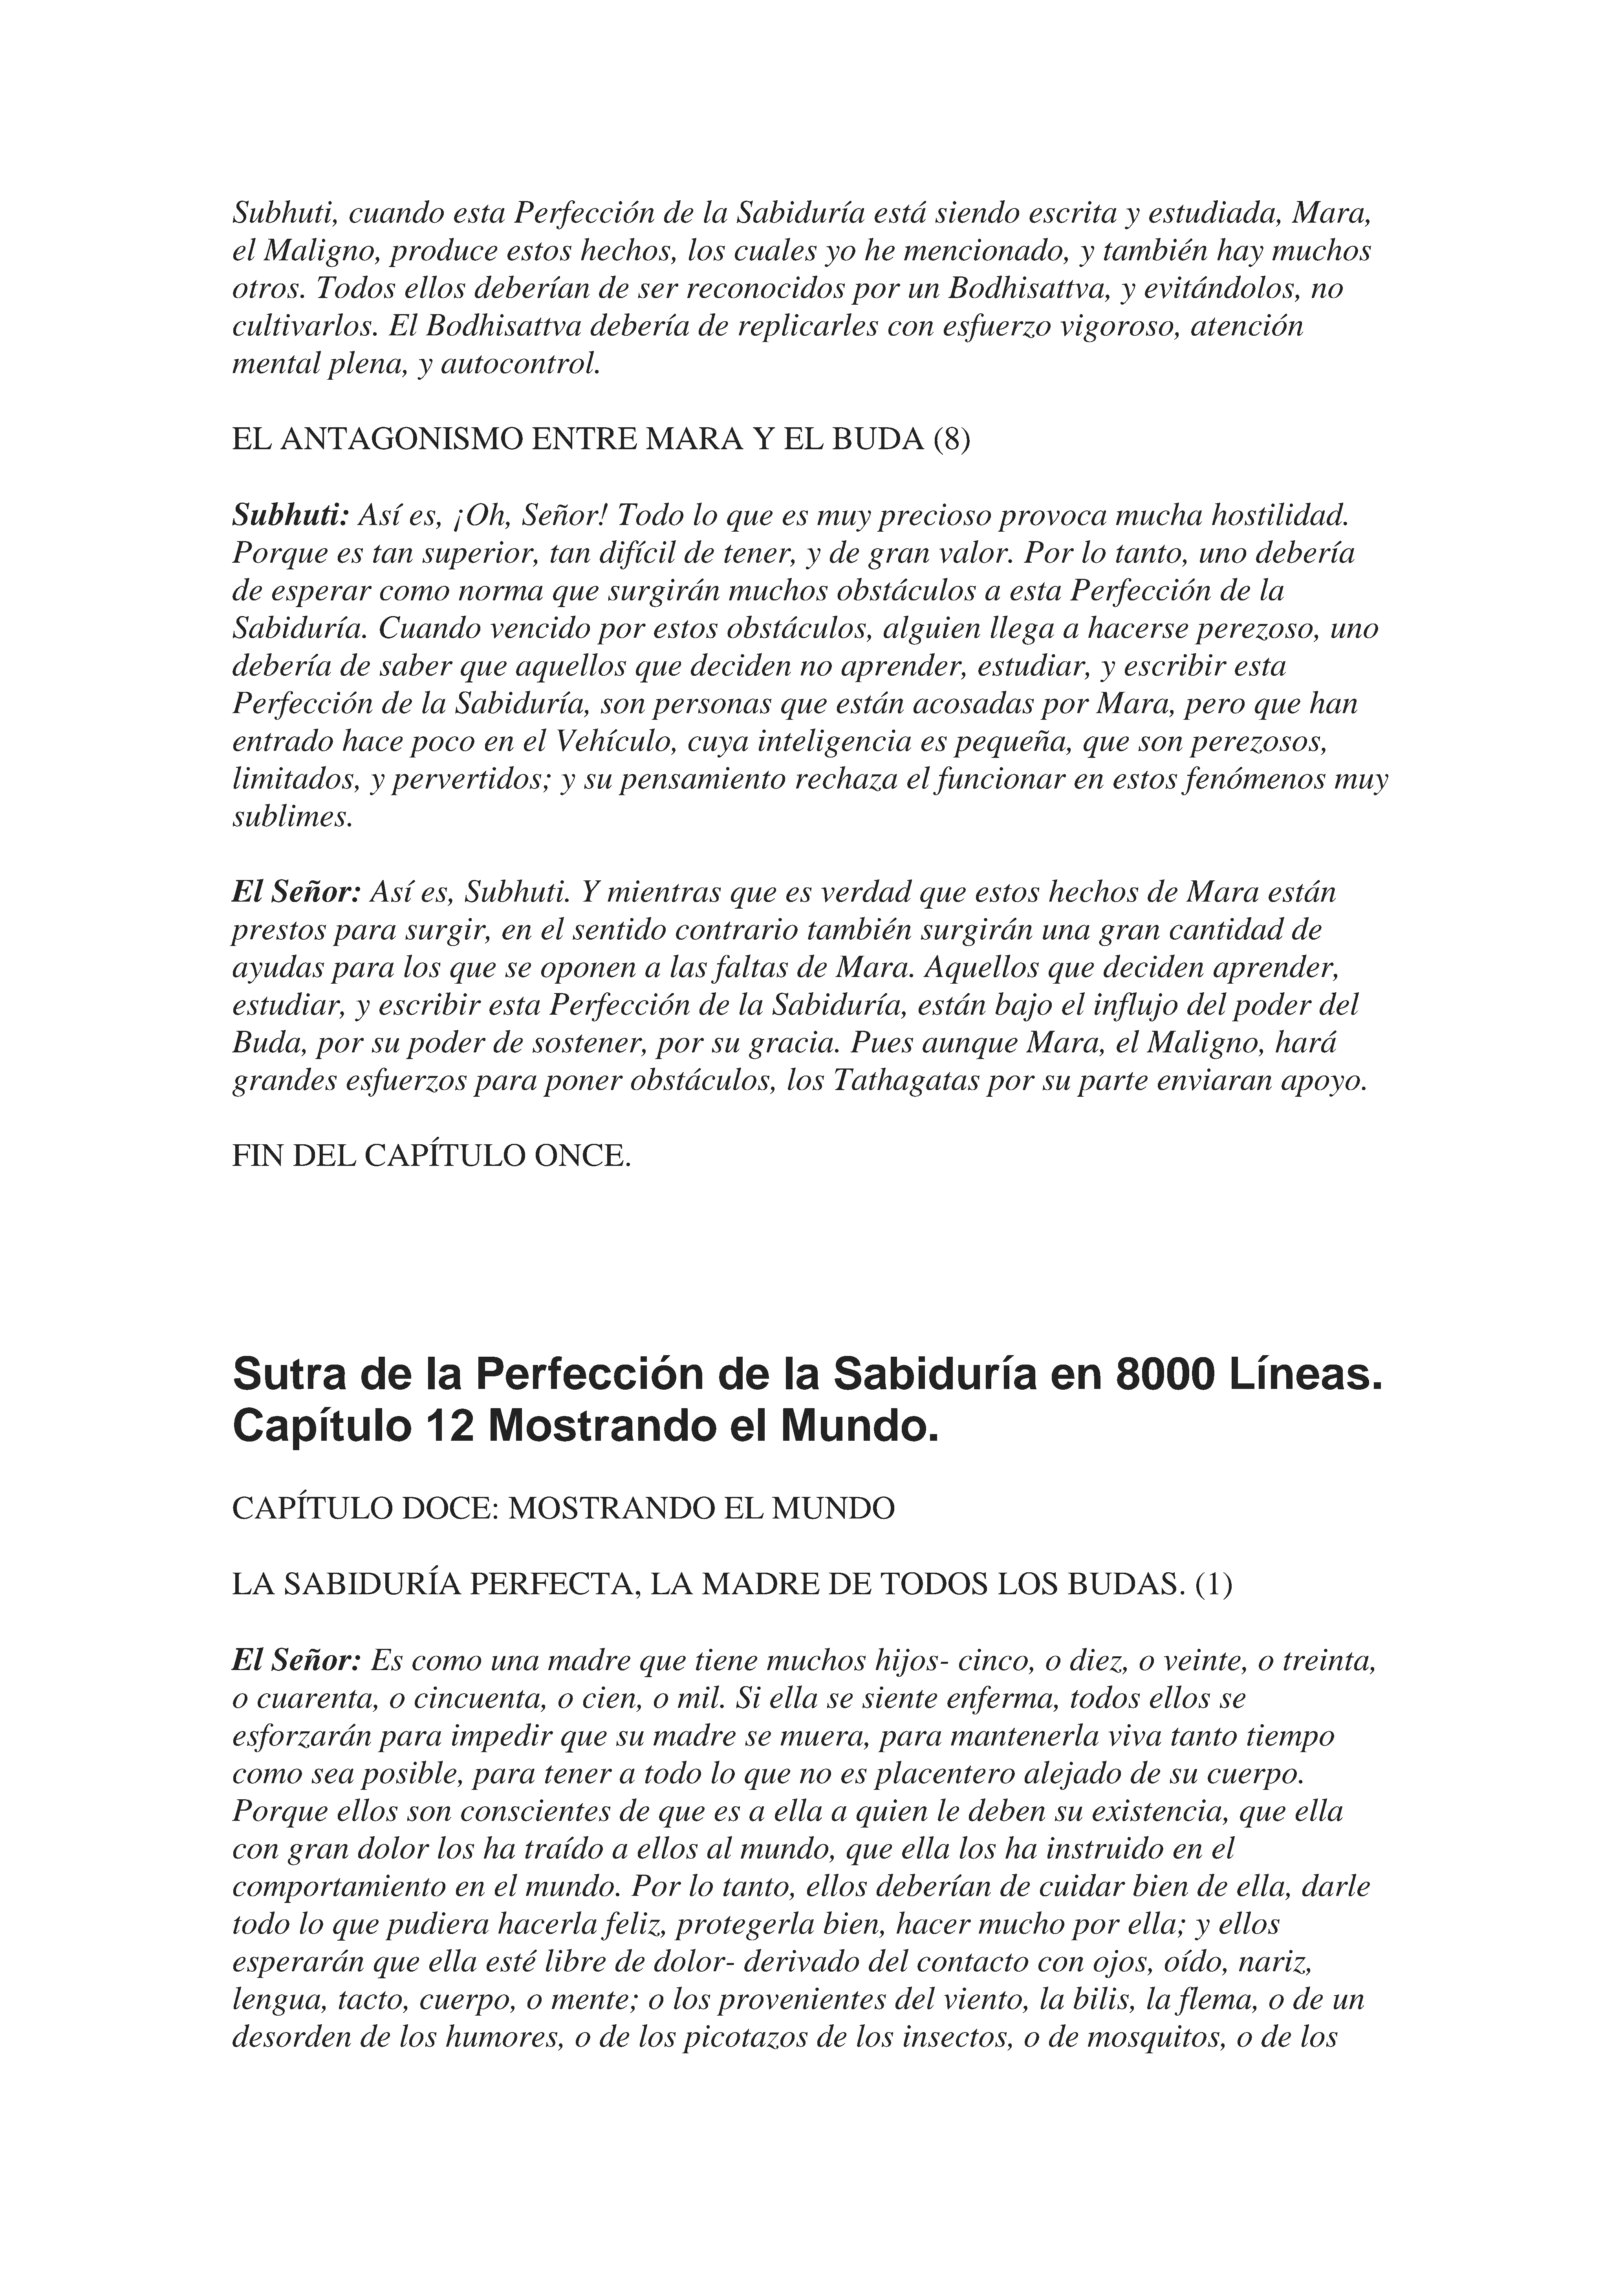 Subhuti, cuando esta Perfección de la Sabiduría está siendo escrita y estudiada, Mara,
el Maligno, produce estos hechos, los cuales yo he mencionado, y también hay muchos
otros. Todos ellos deberían de ser reconocidos por un Bodhisattva, y evitándolos, no
cultivarlos. El Bodhisattva debería de replicarles con esfuerzo vigoroso, atención
mental plena, y autocontrol.
EL ANTAGONISMO ENTRE MARA Y EL BUDA (8)
Subhuti: Así es, ¡Oh, Señor! Todo lo que es muy precioso provoca mucha hostilidad.
Porque es tan superior, tan difícil de tener, y de gran valor. Por lo tanto, uno debería
de esperar como norma que surgirán muchos obstáculos a esta Perfección de la
Sabiduría. Cuando vencido por estos obstáculos, alguien llega a hacerse perezoso, uno
debería de saber que aquellos que deciden no aprender, estudiar, y escribir esta
Perfección de la Sabiduría, son personas que están acosadas por Mara, pero que han
entrado hace poco en el Vehículo, cuya inteligencia es pequeña, que son perezosos,
limitados, y pervertidos; y su pensamiento rechaza el funcionar en estos fenómenos muy
sublimes.
El Señor: Así es, Subhuti. Y mientras que es verdad que estos hechos de Mara están
prestos para surgir, en el sentido contrario también surgirán una gran cantidad de
ayudas para los que se oponen a las faltas de Mara. Aquellos que deciden aprender,
estudiar, y escribir esta Perfección de la Sabiduría, están bajo el influjo del poder del
Buda, por su poder de sostener, por su gracia. Pues aunque Mara, el Maligno, hará
grandes esfuerzos para poner obstáculos, los Tathagatas por su parte enviaran apoyo.
FIN DEL CAPÍTULO ONCE.
Sutra de la Perfección de la Sabiduría en 8000 Líneas.
Capítulo 12 Mostrando el Mundo.
CAPÍTULO DOCE: MOSTRANDO EL MUNDO
LA SABIDURÍA PERFECTA, LA MADRE DE TODOS LOS BUDAS. (1)
El Señor: Es como una madre que tiene muchos hijos- cinco, o diez, o veinte, o treinta,
o cuarenta, o cincuenta, o cien, o mil. Si ella se siente enferma, todos ellos se
esforzarán para impedir que su madre se muera, para mantenerla viva tanto tiempo
como sea posible, para tener a todo lo que no es placentero alejado de su cuerpo.
Porque ellos son conscientes de que es a ella a quien le deben su existencia, que ella
con gran dolor los ha traído a ellos al mundo, que ella los ha instruido en el
comportamiento en el mundo. Por lo tanto, ellos deberían de cuidar bien de ella, darle
todo lo que pudiera hacerla feliz, protegerla bien, hacer mucho por ella; y ellos
esperarán que ella esté libre de dolor- derivado del contacto con ojos, oído, nariz,
lengua, tacto, cuerpo, o mente; o los provenientes del viento, la bilis, la flema, o de un
desorden de los humores, o de los picotazos de los insectos, o de mosquitos, o de los